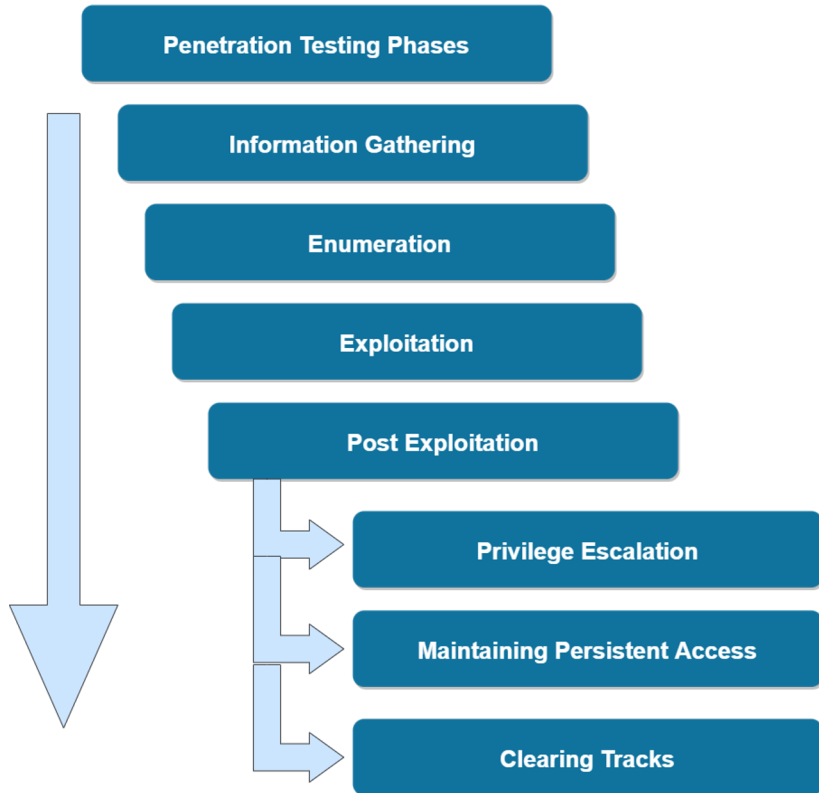 Penetration Testing Phases
Information Gathering
Enumeration
Exploitation
Post Exploitation
Privilege Escalation
Maintaining Persistent Access
Clearing Tracks